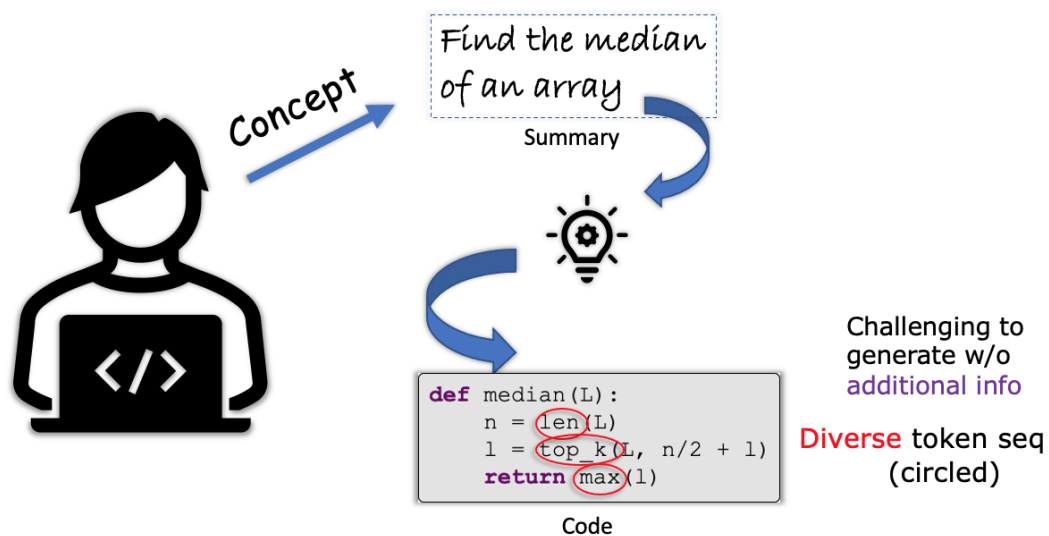 Concept
Find the median
of an array
Summary
</>
def median(L):
n = len(L)
l = top_k(L, n/2 + l)
return max(l)
Code
Challenging to
generate w/o
additional info
Diverse token seq
(circled)